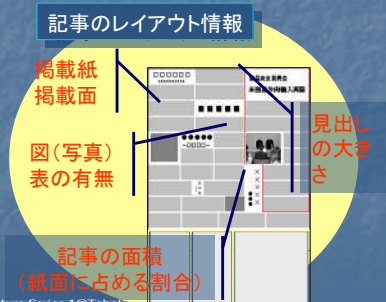 記事のレイアウト情報
掲載紙
掲載面
図(写真)
表の有無
見出し
の大き
さ
記事の面積
(紙面に占める割合)